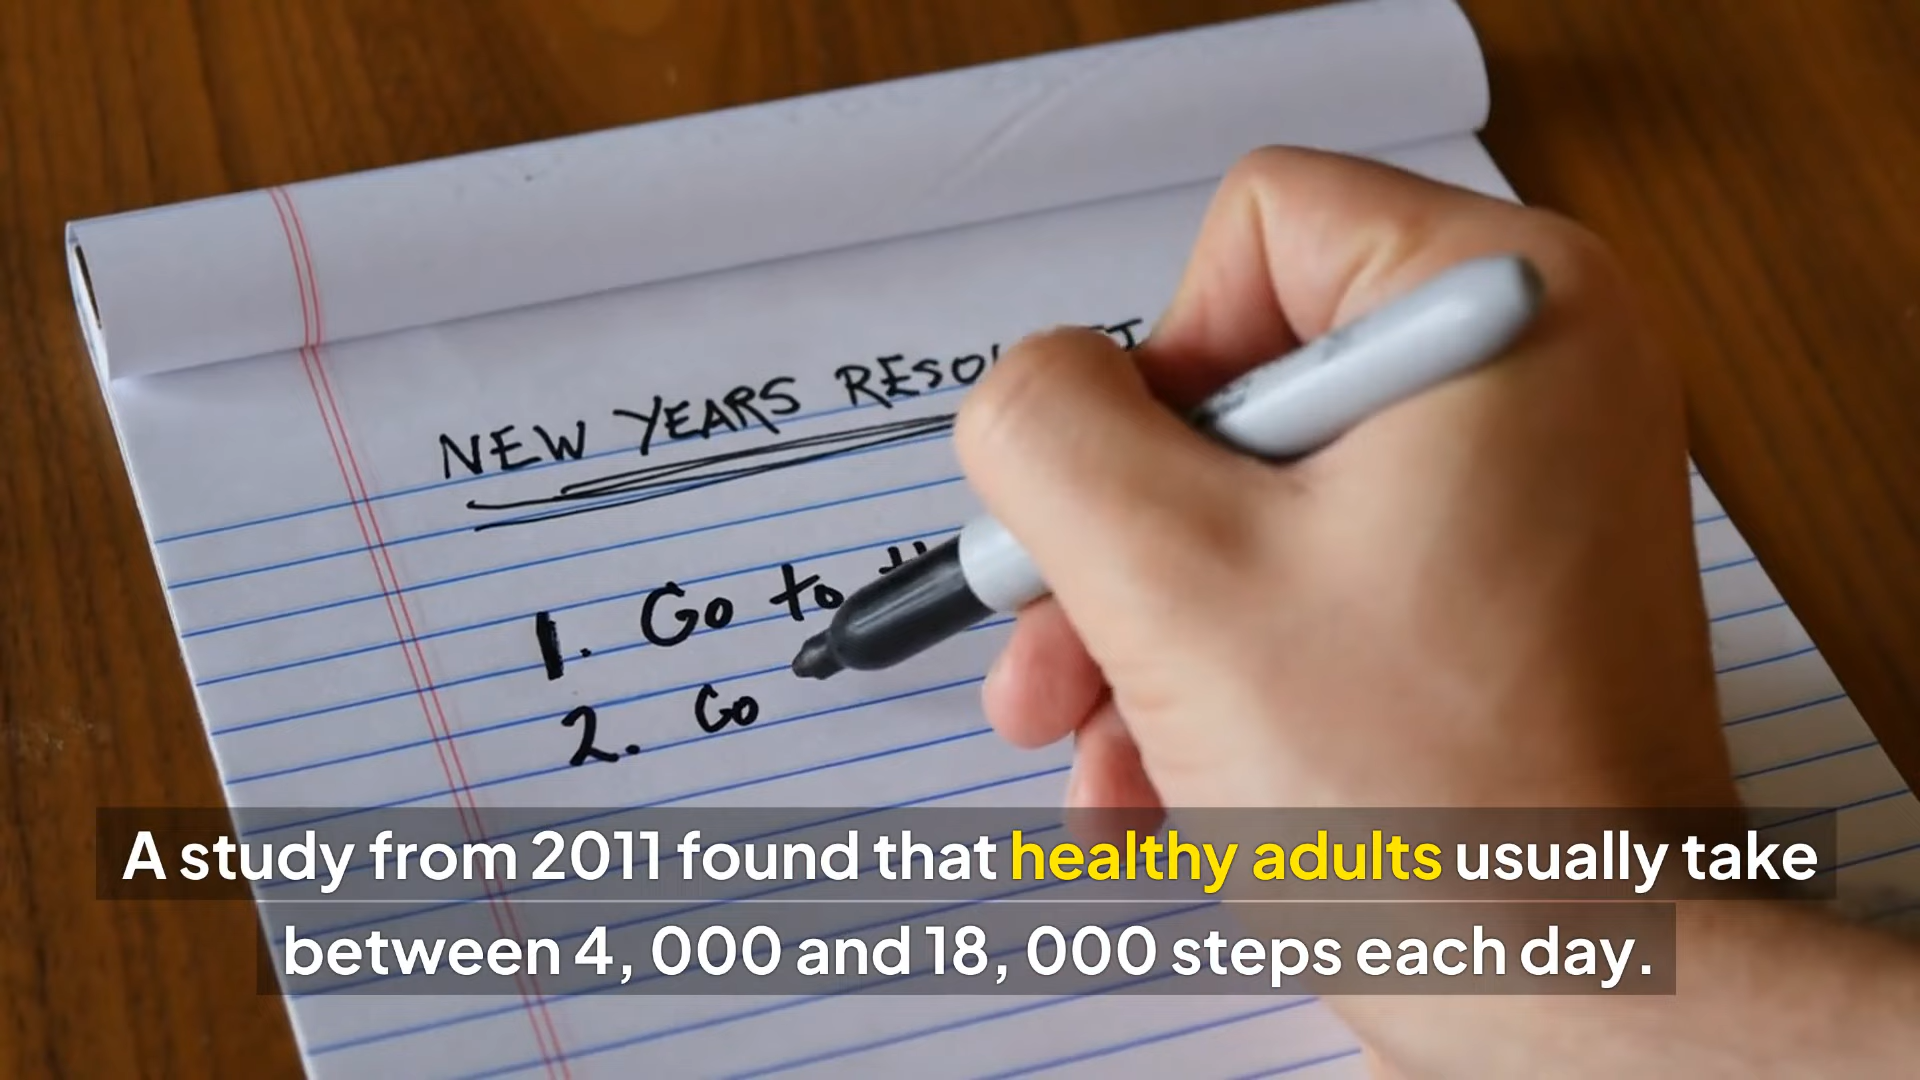 NEW YEARS
1. Go to
2. Go
A study from 2011 found that healthy adults usually take
between 4, 000 and 18, 000 steps each day.